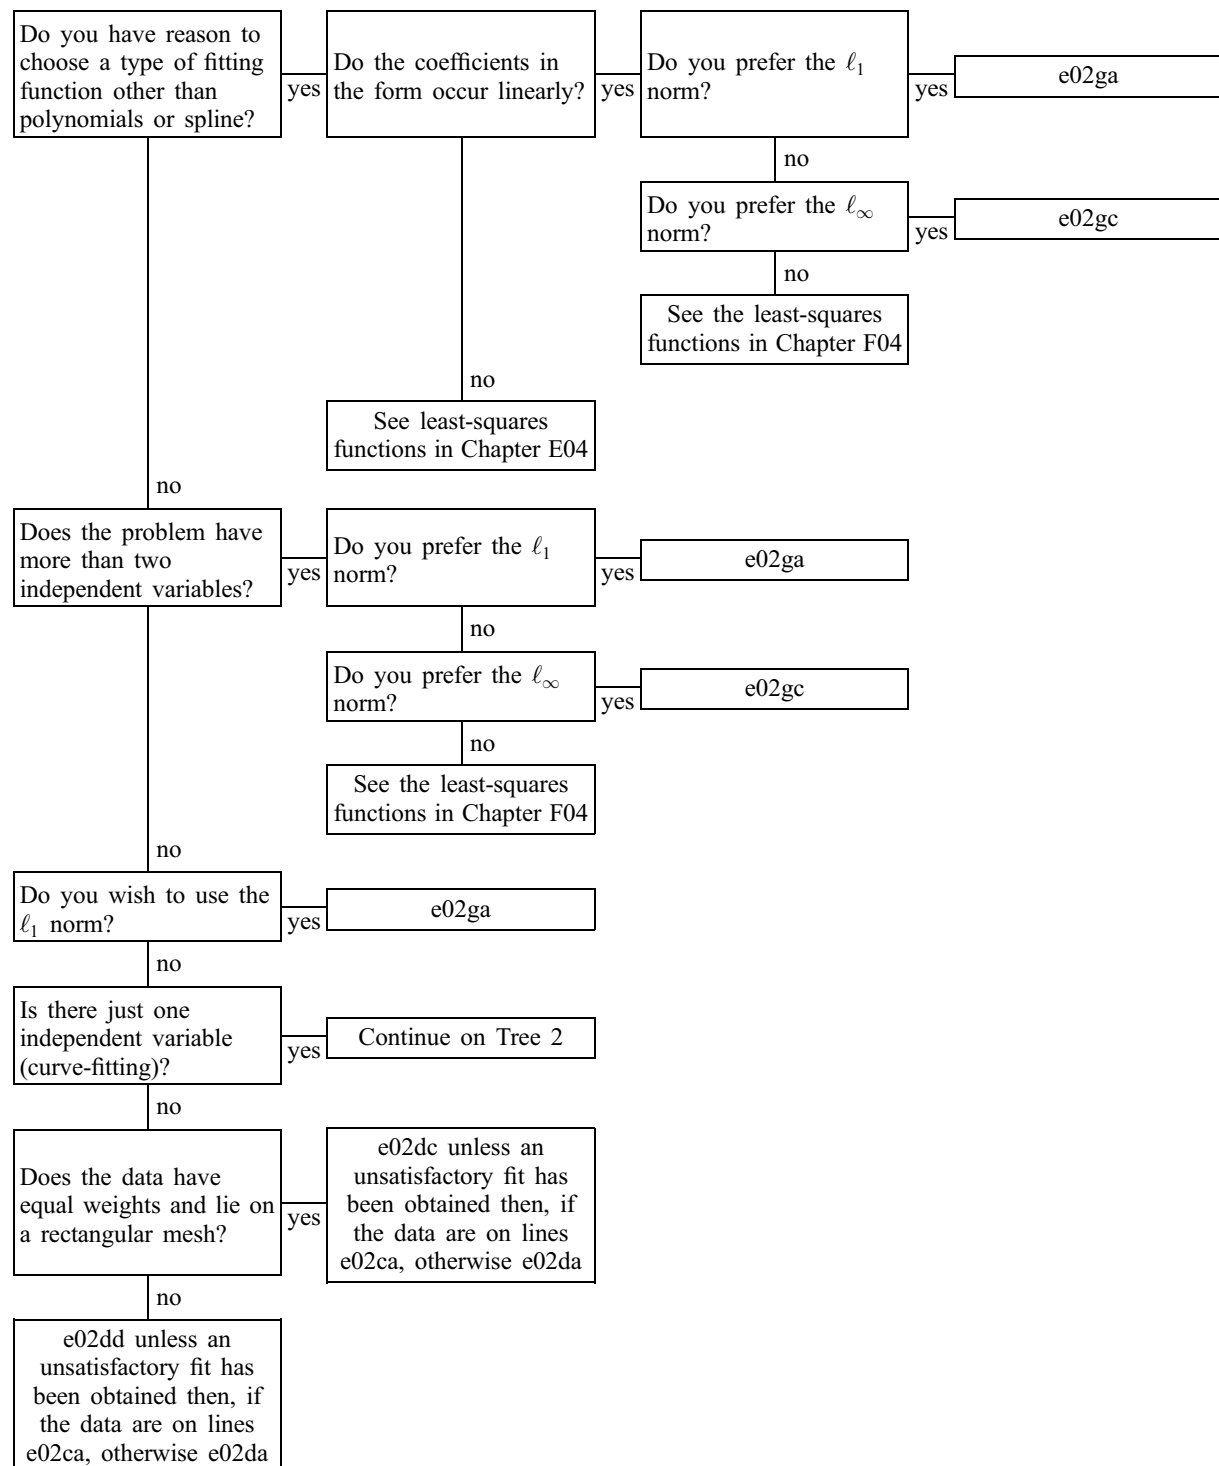 Do you have reason to
choose a type of fitting
function other than
polynomials or spline?
yes
Do the coefficients in
the form occur linearly?
yes
Do you prefer the ℓ₁
norm?
yes
e02ga
no
Do you prefer the ℓ∞
norm?
yes
e02gc
no
See the least-squares
functions in Chapter F04
no
See least-squares
functions in Chapter E04
no
Does the problem have
more than two
independent variables?
yes
Do you prefer the ℓ₁
norm?
yes
e02ga
no
Do you prefer the ℓ∞
norm?
yes
e02gc
no
See the least-squares
functions in Chapter F04
no
Do you wish to use the
ℓ₁ norm?
yes
e02ga
no
Is there just one
independent variable
(curve-fitting)?
yes
Continue on Tree 2
no
Does the data have
equal weights and lie on
a rectangular mesh?
yes
e02dc unless an
unsatisfactory fit has
been obtained then, if
the data are on lines
e02ca, otherwise e02da
no
e02dd unless an
unsatisfactory fit has
been obtained then, if
the data are on lines
e02ca, otherwise e02da